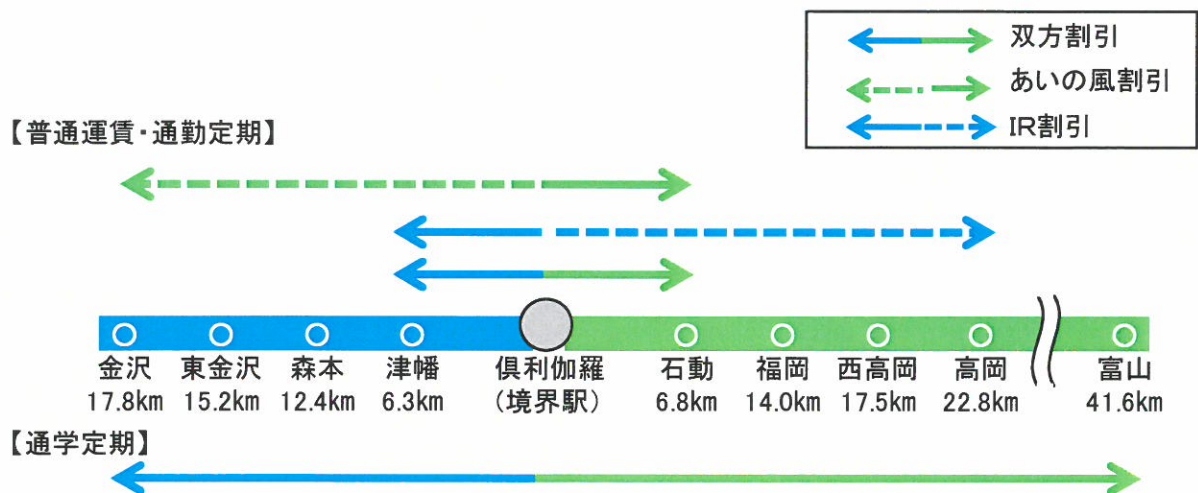 双方割引
あいの風割引
IR割引
【普通運賃・通勤定期】
金沢 東金沢 森本 津幡 倶利伽羅 石動 福岡 西高岡 高岡 富山
17.8km 15.2km 12.4km 6.3km (境界駅) 6.8km 14.0km 17.5km 22.8km 41.6km
【通学定期】